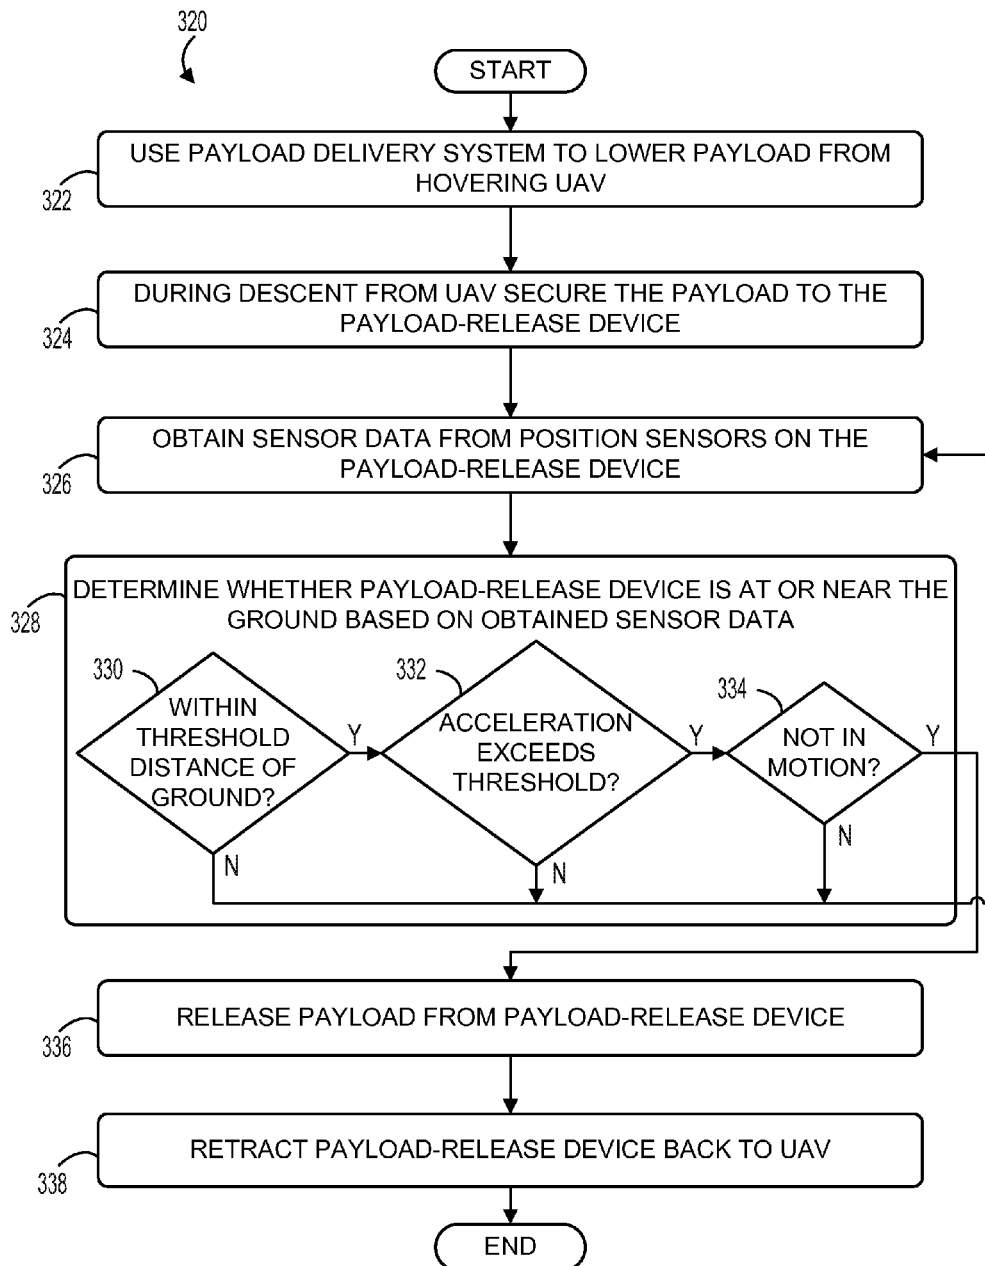 320
START
USE PAYLOAD DELIVERY SYSTEM TO LOWER PAYLOAD FROM
HOVERING UAV
322
DURING DESCENT FROM UAV SECURE THE PAYLOAD TO THE
PAYLOAD-RELEASE DEVICE
324
OBTAIN SENSOR DATA FROM POSITION SENSORS ON THE
PAYLOAD-RELEASE DEVICE
326
DETERMINE WHETHER PAYLOAD-RELEASE DEVICE IS AT OR NEAR THE
GROUND BASED ON OBTAINED SENSOR DATA
328
330
WITHIN
THRESHOLD
DISTANCE OF
GROUND?
Y
N
332
ACCELERATION
EXCEEDS
THRESHOLD?
Y
N
334
NOT IN
MOTION?
Y
N
RELEASE PAYLOAD FROM PAYLOAD-RELEASE DEVICE
336
RETRACT PAYLOAD-RELEASE DEVICE BACK TO UAV
338
END